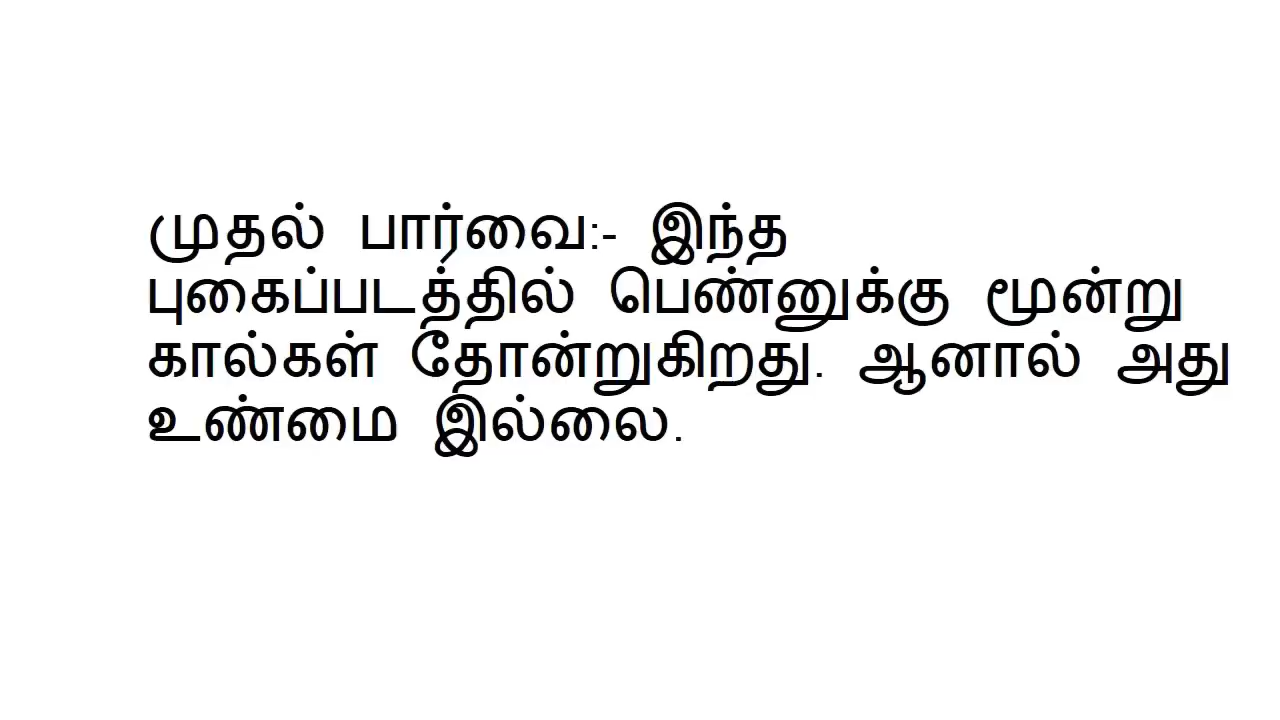 முதல் பார்வை:- இந்த
புகைப்படத்தில் பெண்னுக்கு மூன்று
கால்கள் தோன்றுகிறது. ஆனால் அது
உண்மை இல்லை.